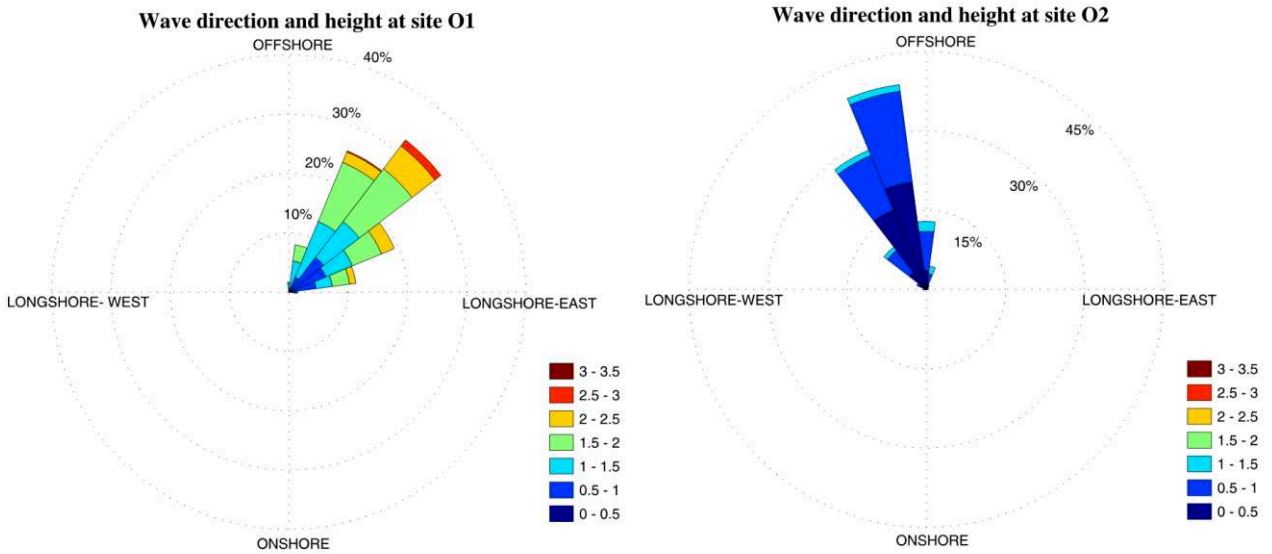 Wave direction and height at site O1
OFFSHORE
40%
30%
20%
10%
LONGSHORE- WEST
LONGSHORE-EAST
3 - 3.5
2.5 - 3
2 - 2.5
1.5 - 2
1 - 1.5
0.5 - 1
0 - 0.5
ONSHORE
Wave direction and height at site O2
OFFSHORE
45%
30%
15%
LONGSHORE-WEST
LONGSHORE-EAST
3 - 3.5
2.5 - 3
2 - 2.5
1.5 - 2
1 - 1.5
0.5 - 1
0 - 0.5
ONSHORE